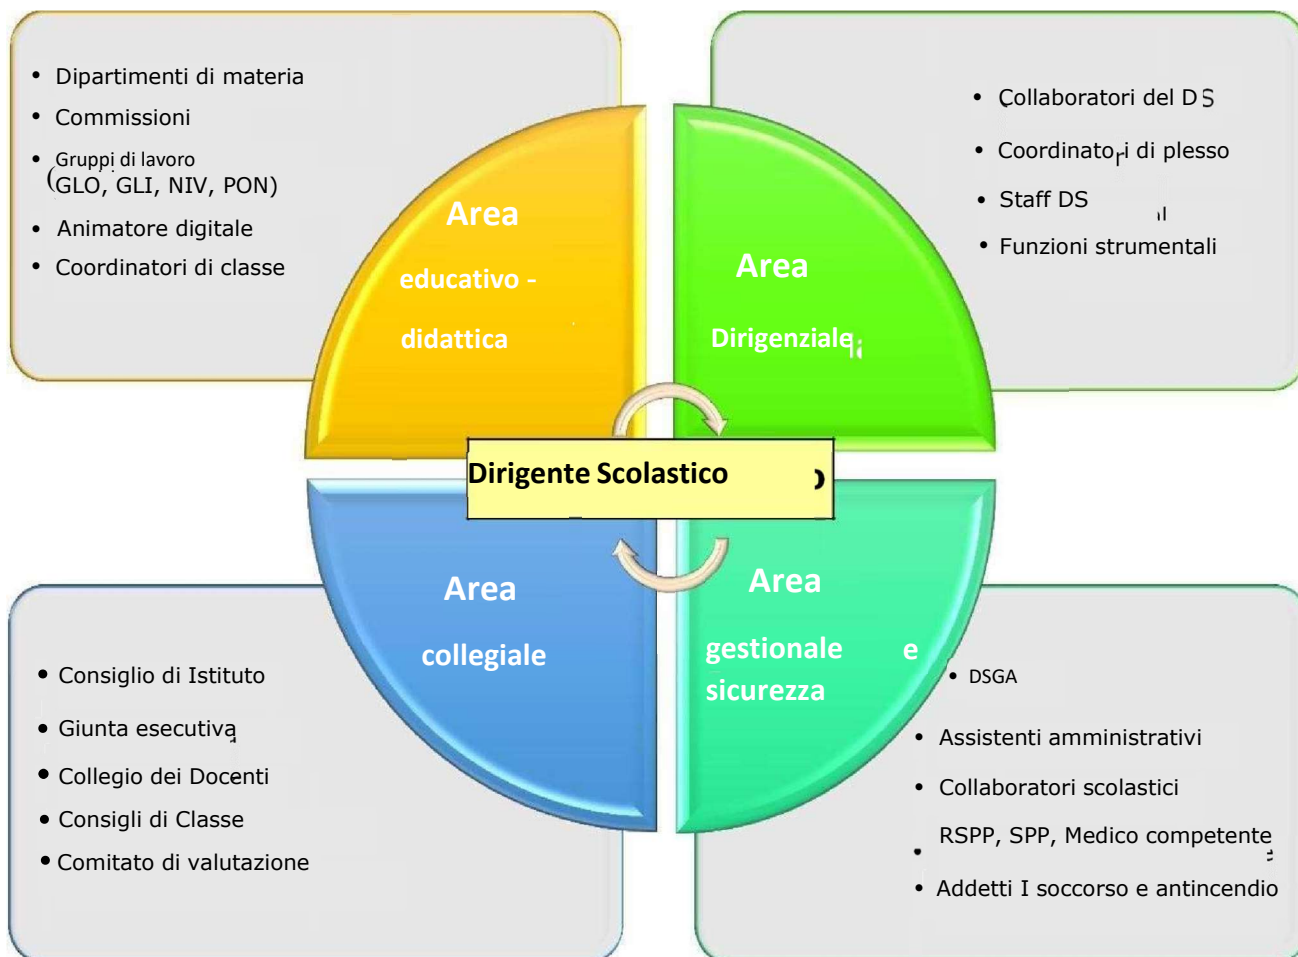 • Dipartimenti di materia
• Commissioni
• Gruppi di lavoro
(GLO, GLI, NIV, PON)
• Animatore digitale
• Coordinatori di classe
Area
educativo -
didattica
• Collaboratori del DS
• Coordinatori di plesso
• Staff DS
• Funzioni strumentali
Area
Dirigenziale
Dirigente Scolastico
Area
collegiale
• Consiglio di Istituto
• Giunta esecutiva
• Collegio dei Docenti
• Consigli di Classe
• Comitato di valutazione
Area
gestionale e
sicurezza
• DSGA
• Assistenti amministrativi
• Collaboratori scolastici
• RSPP, SPP, Medico competente
• Addetti I soccorso e antincendio